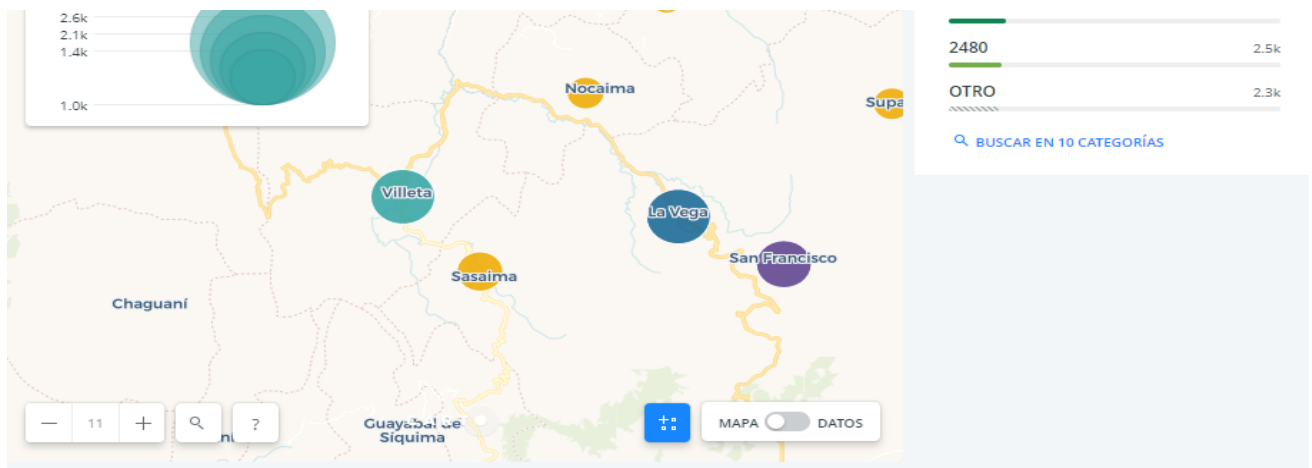 2.6k
2.1k
1.4k
1.0k
Nocaima
Supa
Villeta
La Vega
San Francisco
Sasaima
Chaguaní
Guayabal de
Síquima
11
?
MAPA
DATOS
2480
2.5k
OTRO
2.3k
BUSCAR EN 10 CATEGORÍAS